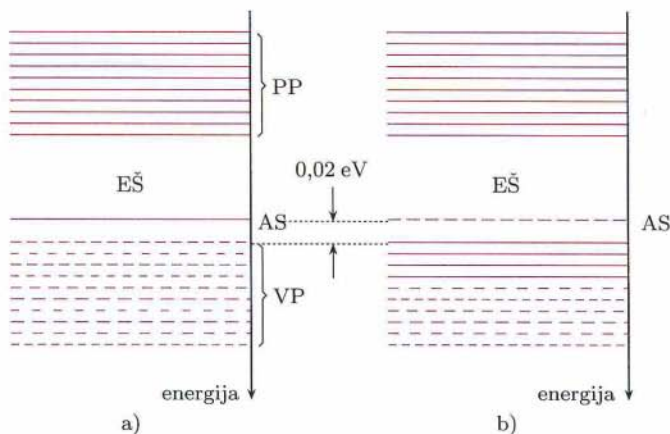 PP
EŠ
0,02 eV
EŠ
AS
AS
VP
energija
energija
a)
b)